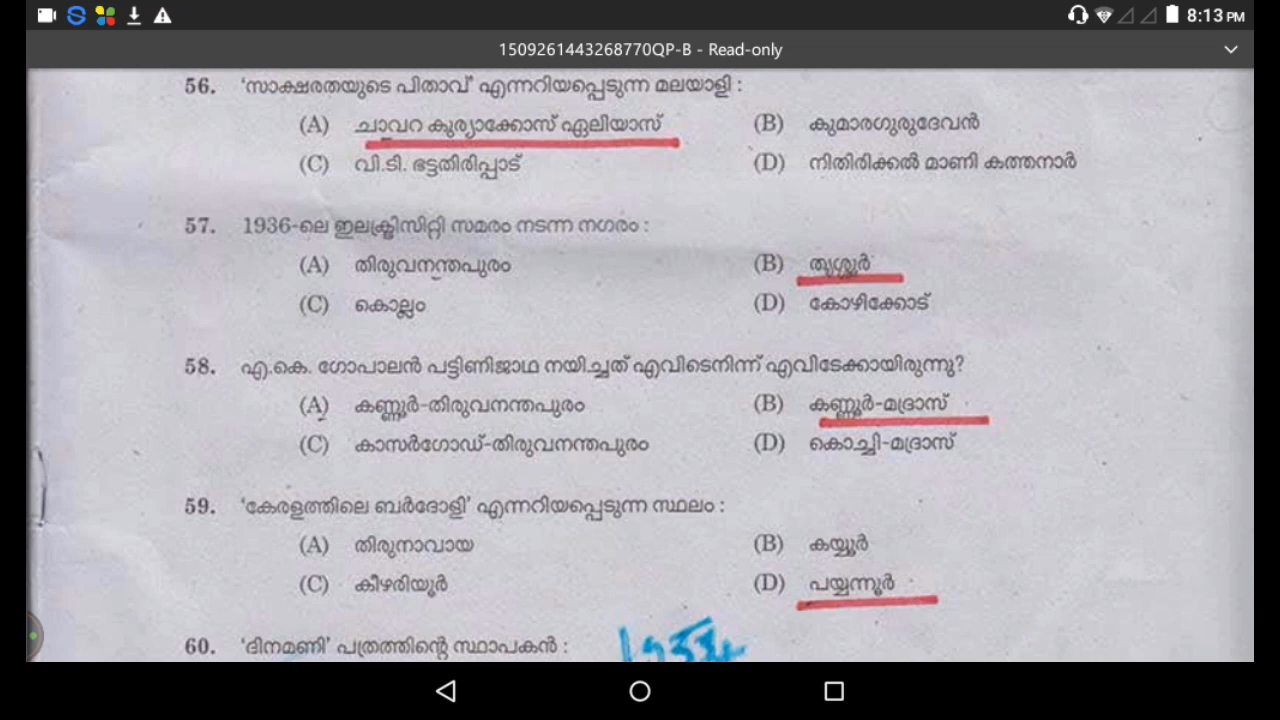 8:13 PM
1509261443268770QP-B - Read-only
56. 'സാക്ഷരതയുടെ പിതാവ്' എന്നറിയപ്പെടുന്ന മലയാളി :
(A) ചാവറ കുര്യാക്കോസ് ഏലിയാസ് (B) കുമാരഗുരുദേവൻ
(C) വി.ടി. ഭട്ടതിരിപ്പാട് (D) നിതിരിക്കൽ മാണി കത്തനാർ
57. 1936-ലെ ഇലക്ട്രിസിറ്റി സമരം നടന്ന നഗരം :
(A) തിരുവനന്തപുരം (B) തൃശ്ശൂർ
(C) കൊല്ലം (D) കോഴിക്കോട്
58. എ.കെ. ഗോപാലൻ പട്ടിണിജാഥ നയിച്ചത് എവിടെനിന്ന് എവിടേക്കായിരുന്നു?
(A) കണ്ണൂർ-തിരുവനന്തപുരം (B) കണ്ണൂർ-മദ്രാസ്
(C) കാസർഗോഡ്-തിരുവനന്തപുരം (D) കൊച്ചി-മദ്രാസ്
59. 'കേരളത്തിലെ ബർദോളി' എന്നറിയപ്പെടുന്ന സ്ഥലം :
(A) തിരുനാവായ (B) കയ്യൂർ
(C) കീഴരിയൂർ (D) പയ്യന്നൂർ
60. 'ദിനമണി' പത്രത്തിന്റെ സ്ഥാപകൻ :